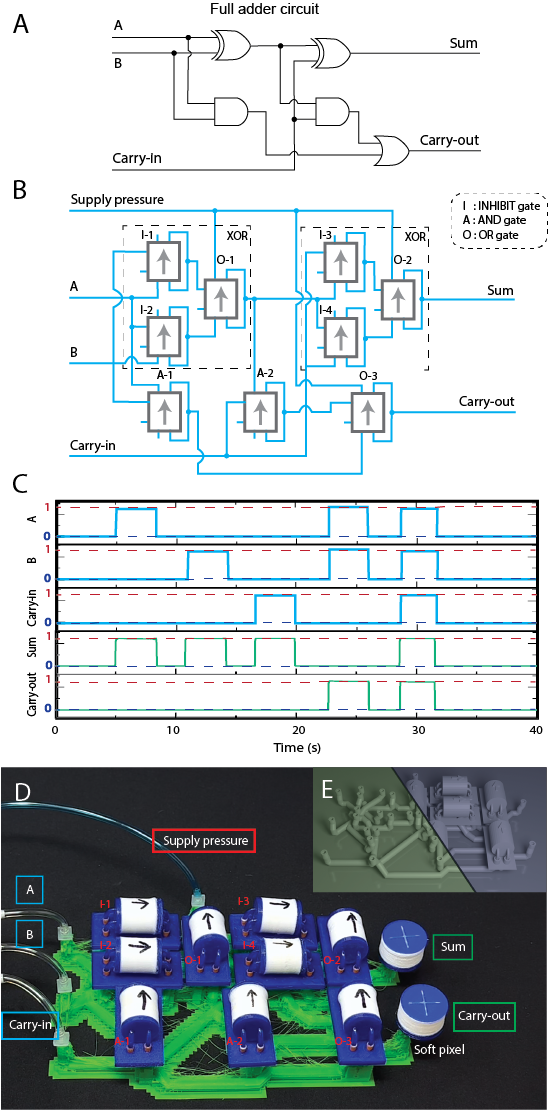 Full adder circuit
A
A
B
Sum
Carry-out
Carry-in
B
Supply pressure
I : INHIBIT gate
A : AND gate
O : OR gate
XOR
XOR
I-1
I-3
O-1
O-2
A
I-2
I-4
Sum
B
A-1
A-2
O-3
Carry-out
Carry-in
C
A
1
0
B
1
0
Carry-in
1
0
Sum
1
0
Carry-out
1
0
0
10
20
30
40
Time (s)
D
E
Supply pressure
A
B
Carry-in
I-1
I-3
I-2
O-1
I-4
O-2
Sum
Carry-out
A-1
A-2
O-3
Soft pixel